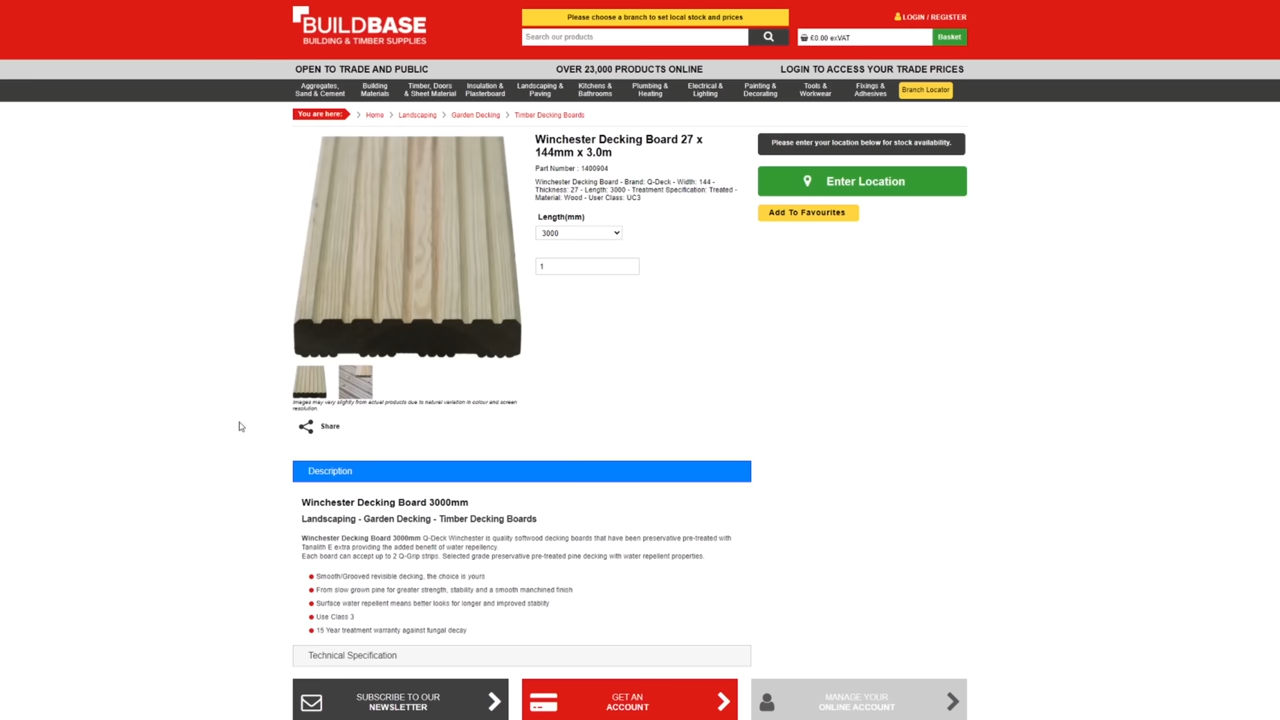 BUILDBASE
BUILDING & TIMBER SUPPLIES
Please choose a branch to set local stock and prices
Search our products
LOGIN / REGISTER
£0.00 exVAT
Basket
OPEN TO TRADE AND PUBLIC
OVER 23,000 PRODUCTS ONLINE
LOGIN TO ACCESS YOUR TRADE PRICES
Aggregates,
Sand & Cement
Building
Materials
Timber, Doors
& Sheet Material
Insulation &
Plasterboard
Landscaping &
Paving
Kitchens &
Bathrooms
Plumbing &
Heating
Electrical &
Lighting
Painting &
Decorating
Tools &
Workwear
Fixings &
Adhesives
Branch Locator
You are here:
Home
Landscaping
Garden Decking
Timber Decking Boards
Winchester Decking Board 27 x
144mm x 3.0m
Part Number : 1400904
Winchester Decking Board - Brand: Q-Deck - Width: 144 -
Thickness: 27 - Length: 3000 - Treatment Specification: Treated -
Material: Wood - User Class: UC3
Length(mm)
3000
1
Please enter your location below for stock availability.
Enter Location
Add To Favourites
Images may vary slightly from actual products due to natural variation in colour and screen
resolution.
Share
Description
Winchester Decking Board 3000mm
Landscaping - Garden Decking - Timber Decking Boards
Winchester Decking Board 3000mm Q-Deck Winchester is quality softwood decking boards that have been preservative pre-treated with
Tanalith E extra providing the added benefit of water repellency.
Each board can accept up to 2 Q-Grip strips. Selected grade preservative pre-treated pine decking with water repellent properties.
Smooth/Grooved revisible decking, the choice is yours
From slow grown pine for greater strength, stability and a smooth manchined finish
Surface water repellent means better looks for longer and improved stabilty
Use Class 3
15 Year treatment warranty against fungal decay
Technical Specification
SUBSCRIBE TO OUR
NEWSLETTER
GET AN
ACCOUNT
MANAGE YOUR
ONLINE ACCOUNT